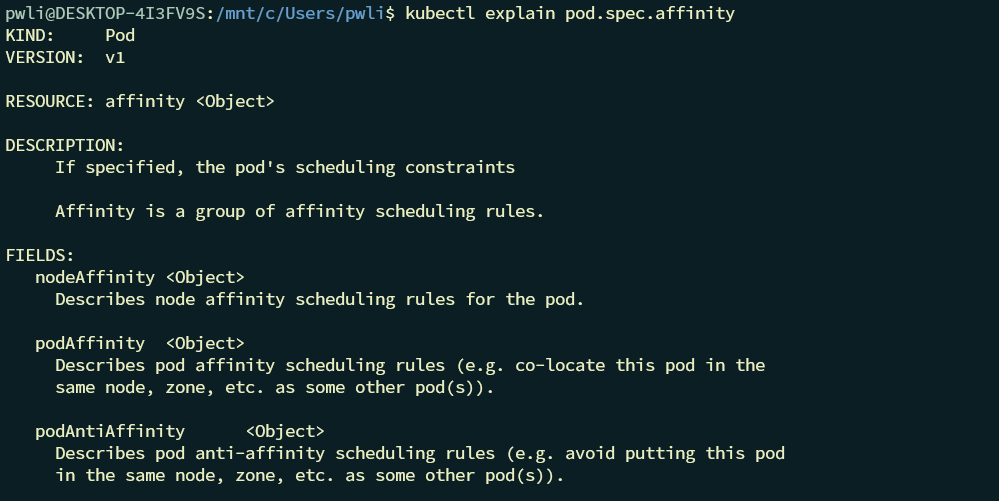 pwli@DESKTOP-4I3FV9S:/mnt/c/Users/pwli$ kubectl explain pod.spec.affinity
KIND:     Pod
VERSION:  v1

RESOURCE: affinity <Object>

DESCRIPTION:
     If specified, the pod's scheduling constraints

     Affinity is a group of affinity scheduling rules.

FIELDS:
   nodeAffinity <Object>
     Describes node affinity scheduling rules for the pod.

   podAffinity  <Object>
     Describes pod affinity scheduling rules (e.g. co-locate this pod in the
     same node, zone, etc. as some other pod(s)).

   podAntiAffinity      <Object>
     Describes pod anti-affinity scheduling rules (e.g. avoid putting this pod
     in the same node, zone, etc. as some other pod(s)).